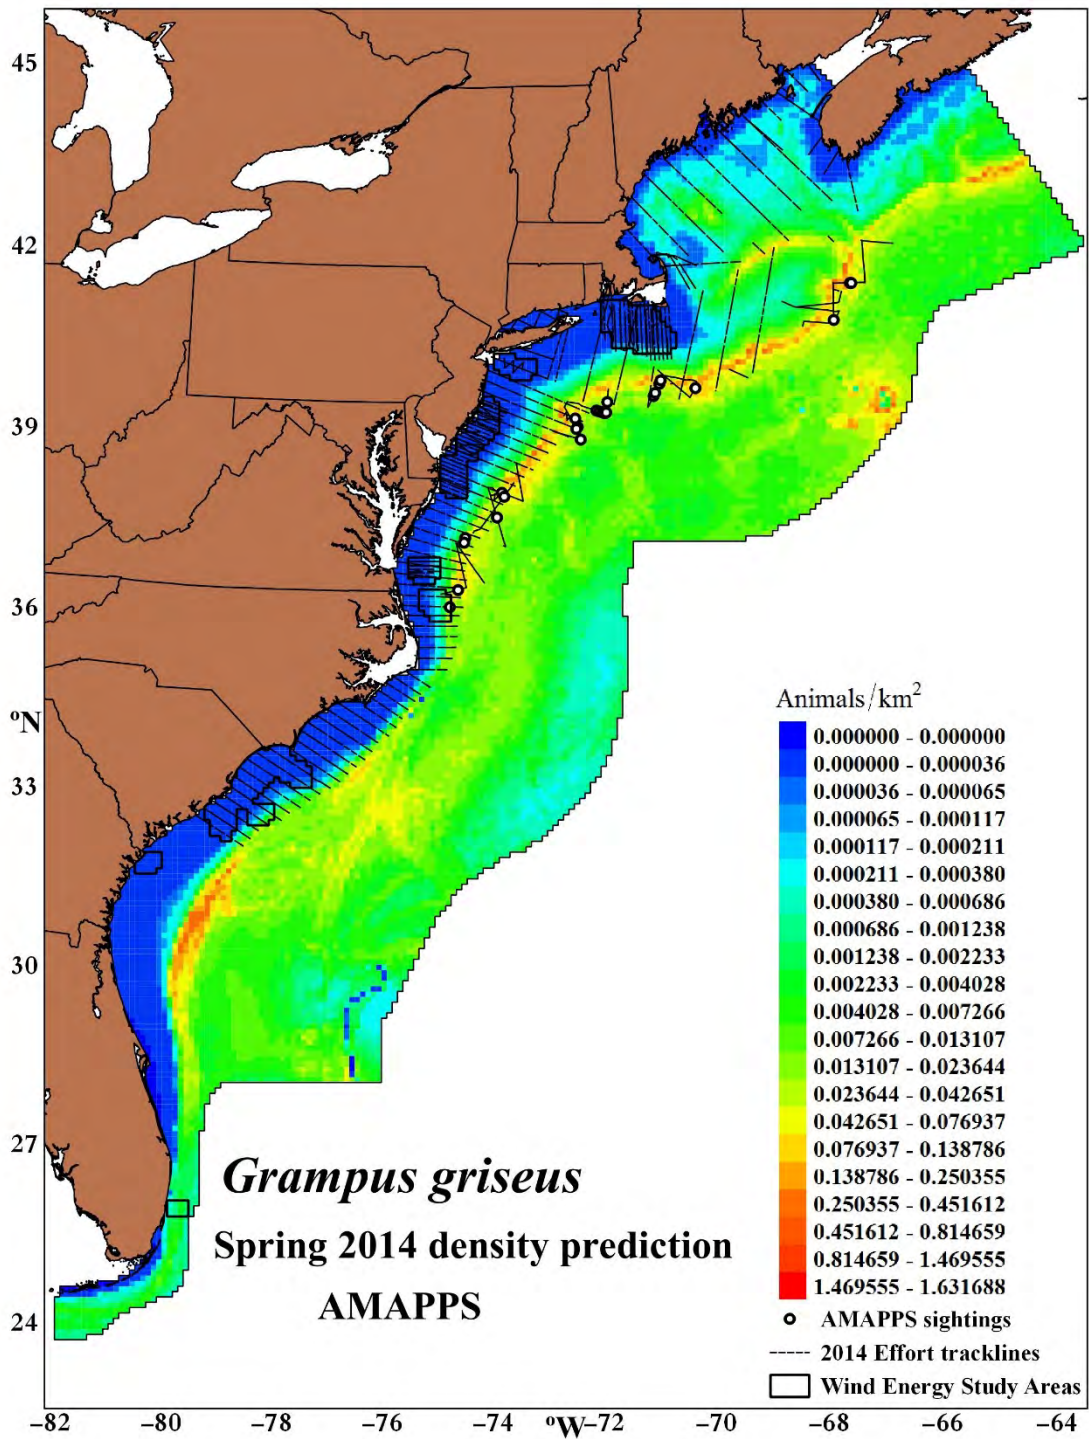 45
42
39
36
ºN
33
30
27
24
Animals/km²
0.000000 - 0.000000
0.000000 - 0.000036
0.000036 - 0.000065
0.000065 - 0.000117
0.000117 - 0.000211
0.000211 - 0.000380
0.000380 - 0.000686
0.000686 - 0.001238
0.001238 - 0.002233
0.002233 - 0.004028
0.004028 - 0.007266
0.007266 - 0.013107
0.013107 - 0.023644
0.023644 - 0.042651
0.042651 - 0.076937
0.076937 - 0.138786
0.138786 - 0.250355
0.250355 - 0.451612
0.451612 - 0.814659
0.814659 - 1.469555
1.469555 - 1.631688
AMAPPS sightings
2014 Effort tracklines
Wind Energy Study Areas
Grampus griseus
Spring 2014 density prediction
AMAPPS
−82 −80 −78 −76 −74 ºW −72 −70 −68 −66 −64